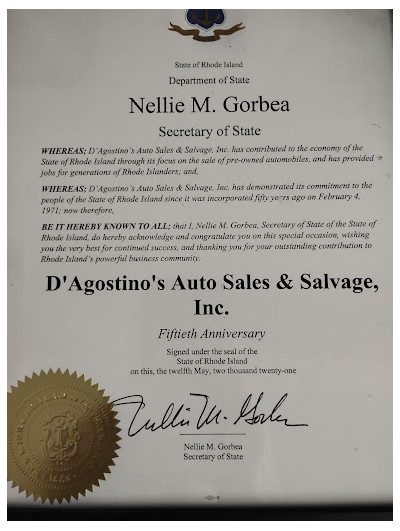 State of Rhode Island
Department of State
Nellie M. Gorbea
Secretary of State
WHEREAS; D'Agostino's Auto Sales & Salvage, Inc. has contributed to the economy of the
State of Rhode Island through its focus on the sale of pre-owned automobiles, and has provided
jobs for generations of Rhode Islanders; and,
WHEREAS; D'Agostino's Auto Sales & Salvage, Inc. has demonstrated its commitment to the
people of the State of Rhode Island since it was incorporated fifty years ago on February 4,
1971; now therefore,
BE IT HEREBY KNOWN TO ALL; that I, Nellie M. Gorbea, Secretary of State of the State of
Rhode Island, do hereby acknowledge and congratulate you on this special occasion, wishing
you the very best for continued success, and thanking you for your outstanding contribution to
Rhode Island's powerful business community.
D'Agostino's Auto Sales & Salvage,
Inc.
Fiftieth Anniversary
Signed under the seal of the
State of Rhode Island
on this, the twelfth May, two thousand twenty-one
Nellie M. Gorbea
Nellie M. Gorbea
Secretary of State